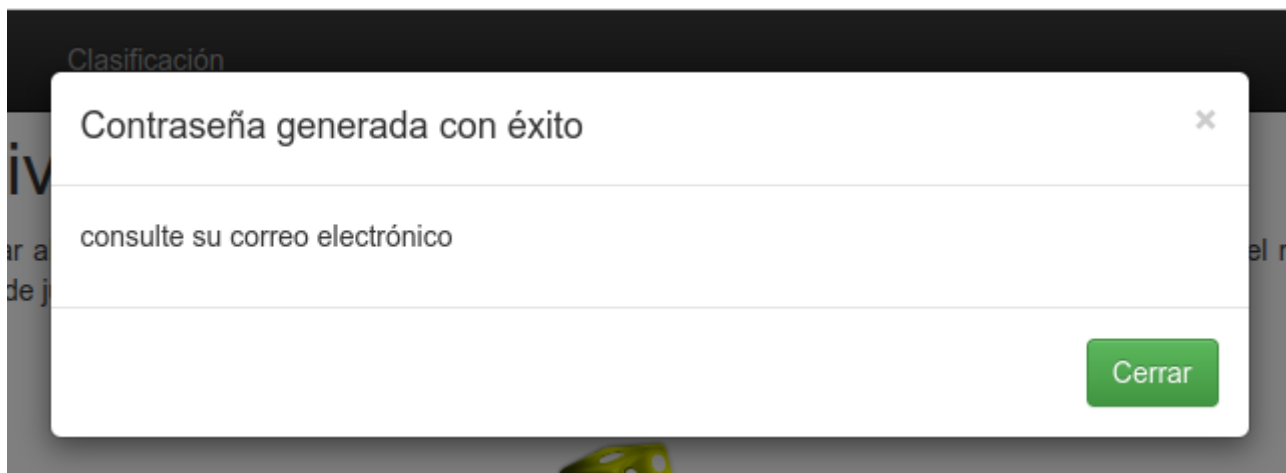 Clasificación
Contraseña generada con éxito
×
consulte su correo electrónico
Cerrar